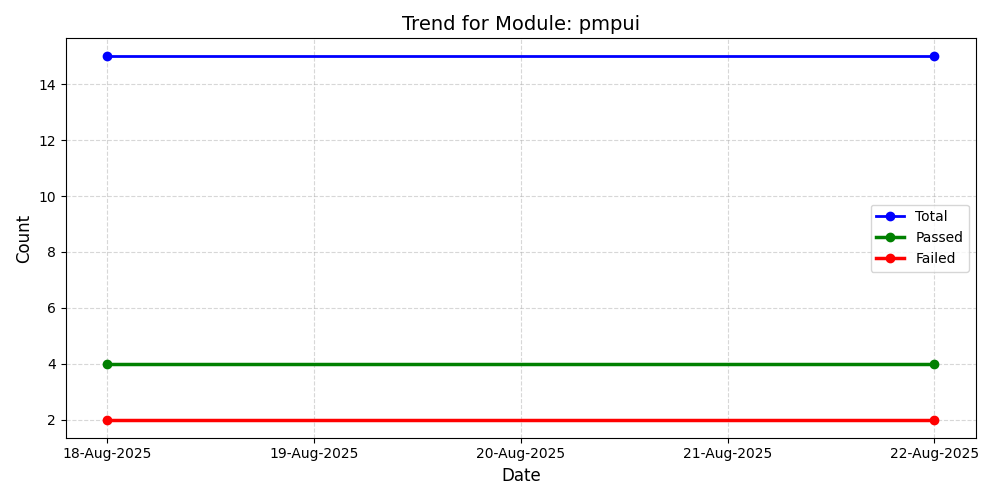 Trend for Module: pmpui
Count
14
12
10
8
6
4
2
Total
Passed
Failed
18-Aug-2025
19-Aug-2025
20-Aug-2025
21-Aug-2025
22-Aug-2025
Date